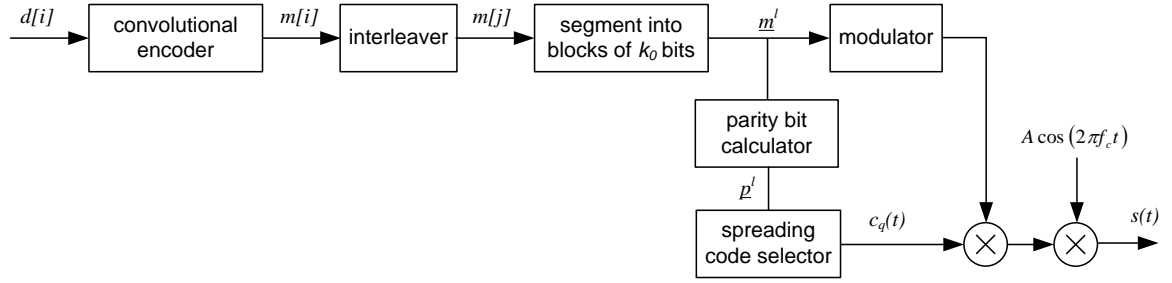 d[i]
convolutional
encoder
m[i]
interleaver
m[j]
segment into
blocks of k₀ bits
m^l
modulator
parity bit
calculator
A cos (2πf_c t)
p^l
spreading
code selector
c_q(t)
×
×
s(t)